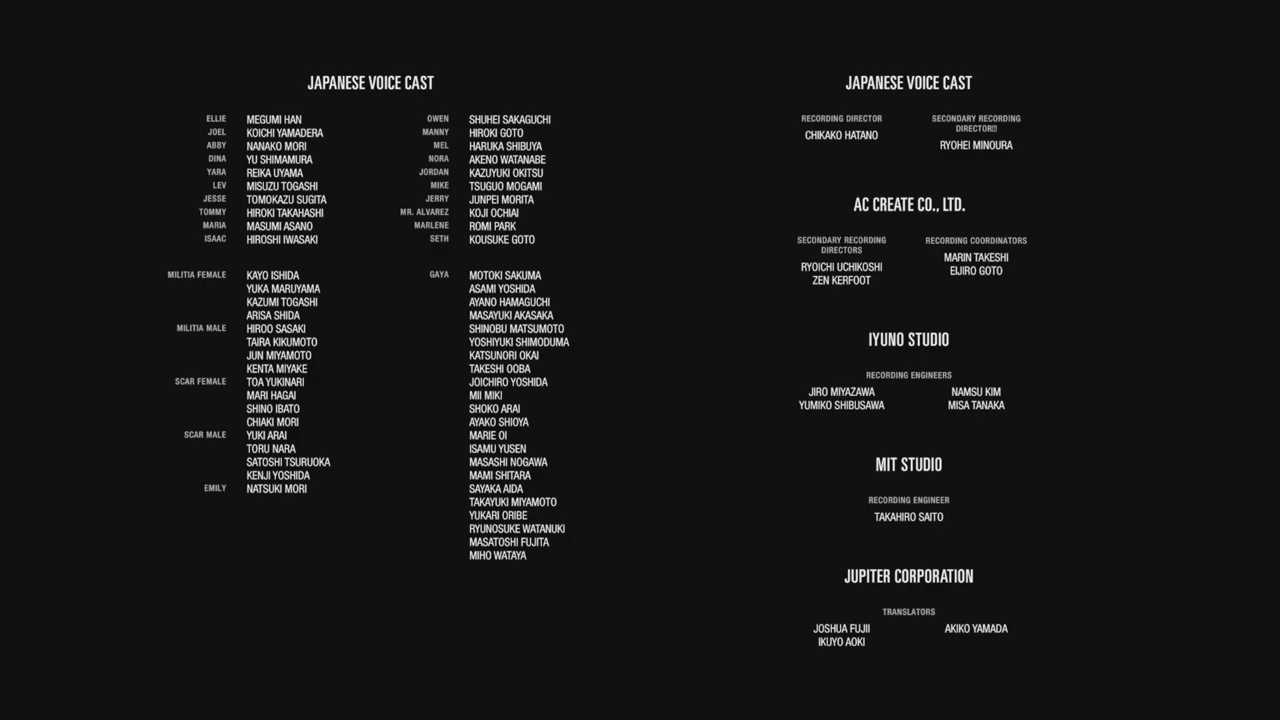 JAPANESE VOICE CAST
ELLIE MEGUMI HAN
JOEL KOICHI YAMADERA
ABBY NANAKO MORI
DINA YU SHIMAMURA
YARA REIKA UYAMA
LEV MISUZU TOGASHI
JESSE TOMOKAZU SUGITA
TOMMY HIROKI TAKAHASHI
MARIA MASUMI ASANO
ISAAC HIROSHI IWASAKI
MILITIA FEMALE KAYO ISHIDA
YUKA MARUYAMA
KAZUMI TOGASHI
ARISA SHIDA
MILITIA MALE HIROO SASAKI
TAIRA KIKUMOTO
JUN MIYAMOTO
KENTA MIYAKE
SCAR FEMALE TOA YUKINARI
MARI HAGAI
SHINO IBATO
CHIAKI MORI
SCAR MALE YUKI ARAI
TORU NARA
SATOSHI TSURUOKA
KENJI YOSHIDA
EMILY NATSUKI MORI
OWEN SHUHEI SAKAGUCHI
MANNY HIROKI GOTO
MEL HARUKA SHIBUYA
NORA AKENO WATANABE
JORDAN KAZUYUKI OKITSU
MIKE TSUGUO MOGAMI
JERRY JUNPEI MORITA
MR. ALVAREZ KOJI OCHIAI
MARLENE ROMI PARK
SETH KOUSUKE GOTO
GAYA MOTOKI SAKUMA
ASAMI YOSHIDA
AYANO HAMAGUCHI
MASAYUKI AKASAKA
SHINOBU MATSUMOTO
YOSHIYUKI SHIMODUMA
KATSUNORI OKAI
TAKESHI OOBA
JOICHIRO YOSHIDA
MII MIKI
SHOKO ARAI
AYAKO SHIOYA
MARIE OI
ISAMU YUSEN
MASASHI NOGAWA
MAMI SHITARA
SAYAKA AIDA
TAKAYUKI MIYAMOTO
YUKARI ORIBE
RYUNOSUKE WATANUKI
MASATOSHI FUJITA
MIHO WATAYA
JAPANESE VOICE CAST
RECORDING DIRECTOR
CHIKAKO HATANO
SECONDARY RECORDING
DIRECTOR
RYOHEI MINOURA
AC CREATE CO., LTD.
SECONDARY RECORDING
DIRECTORS
RYOICHI UCHIKOSHI
ZEN KERFOOT
RECORDING COORDINATORS
MARIN TAKESHI
EIJIRO GOTO
IYUNO STUDIO
RECORDING ENGINEERS
JIRO MIYAZAWA
YUMIKO SHIBUSAWA
NAMSU KIM
MISA TANAKA
MIT STUDIO
RECORDING ENGINEER
TAKAHIRO SAITO
JUPITER CORPORATION
TRANSLATORS
JOSHUA FUJII
IKUYO AOKI
AKIKO YAMADA